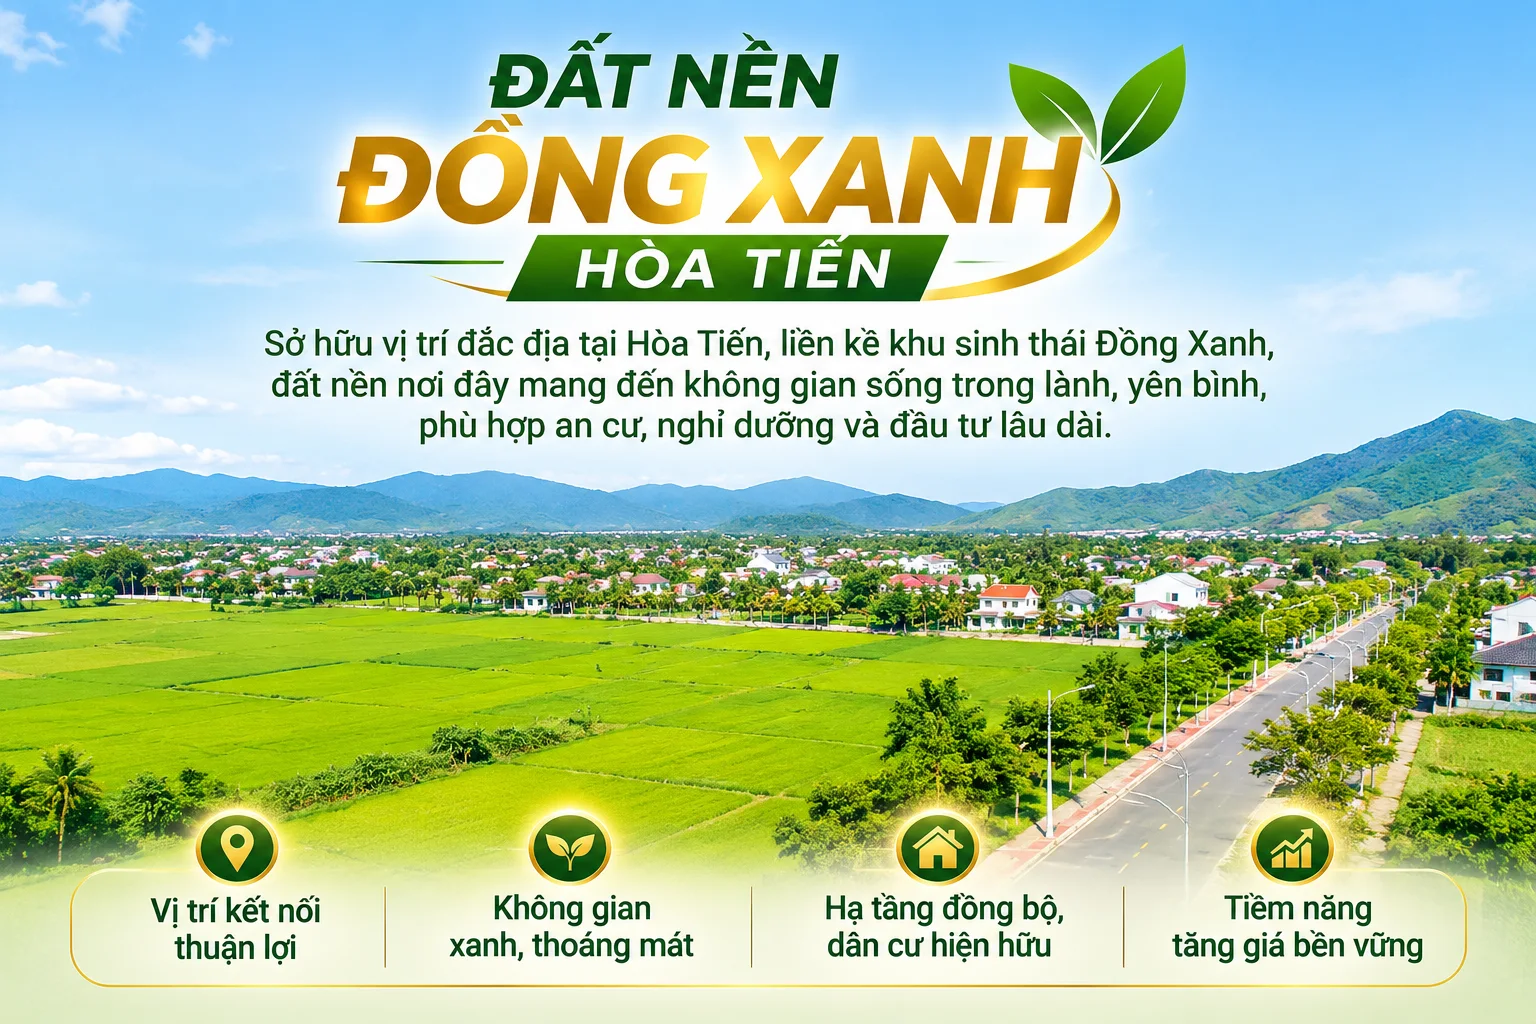 ĐẤT NỀN
ĐỒNG XANH
HÒA TIẾN
Sở hữu vị trí đắc địa tại Hòa Tiến, liền kề khu sinh thái Đồng Xanh,
đất nền nơi đây mang đến không gian sống trong lành, yên bình,
phù hợp an cư, nghỉ dưỡng và đầu tư lâu dài.
Vị trí kết nối
thuận lợi
Không gian
xanh, thoáng mát
Hạ tầng đồng bộ,
dân cư hiện hữu
Tiềm năng
tăng giá bền vững